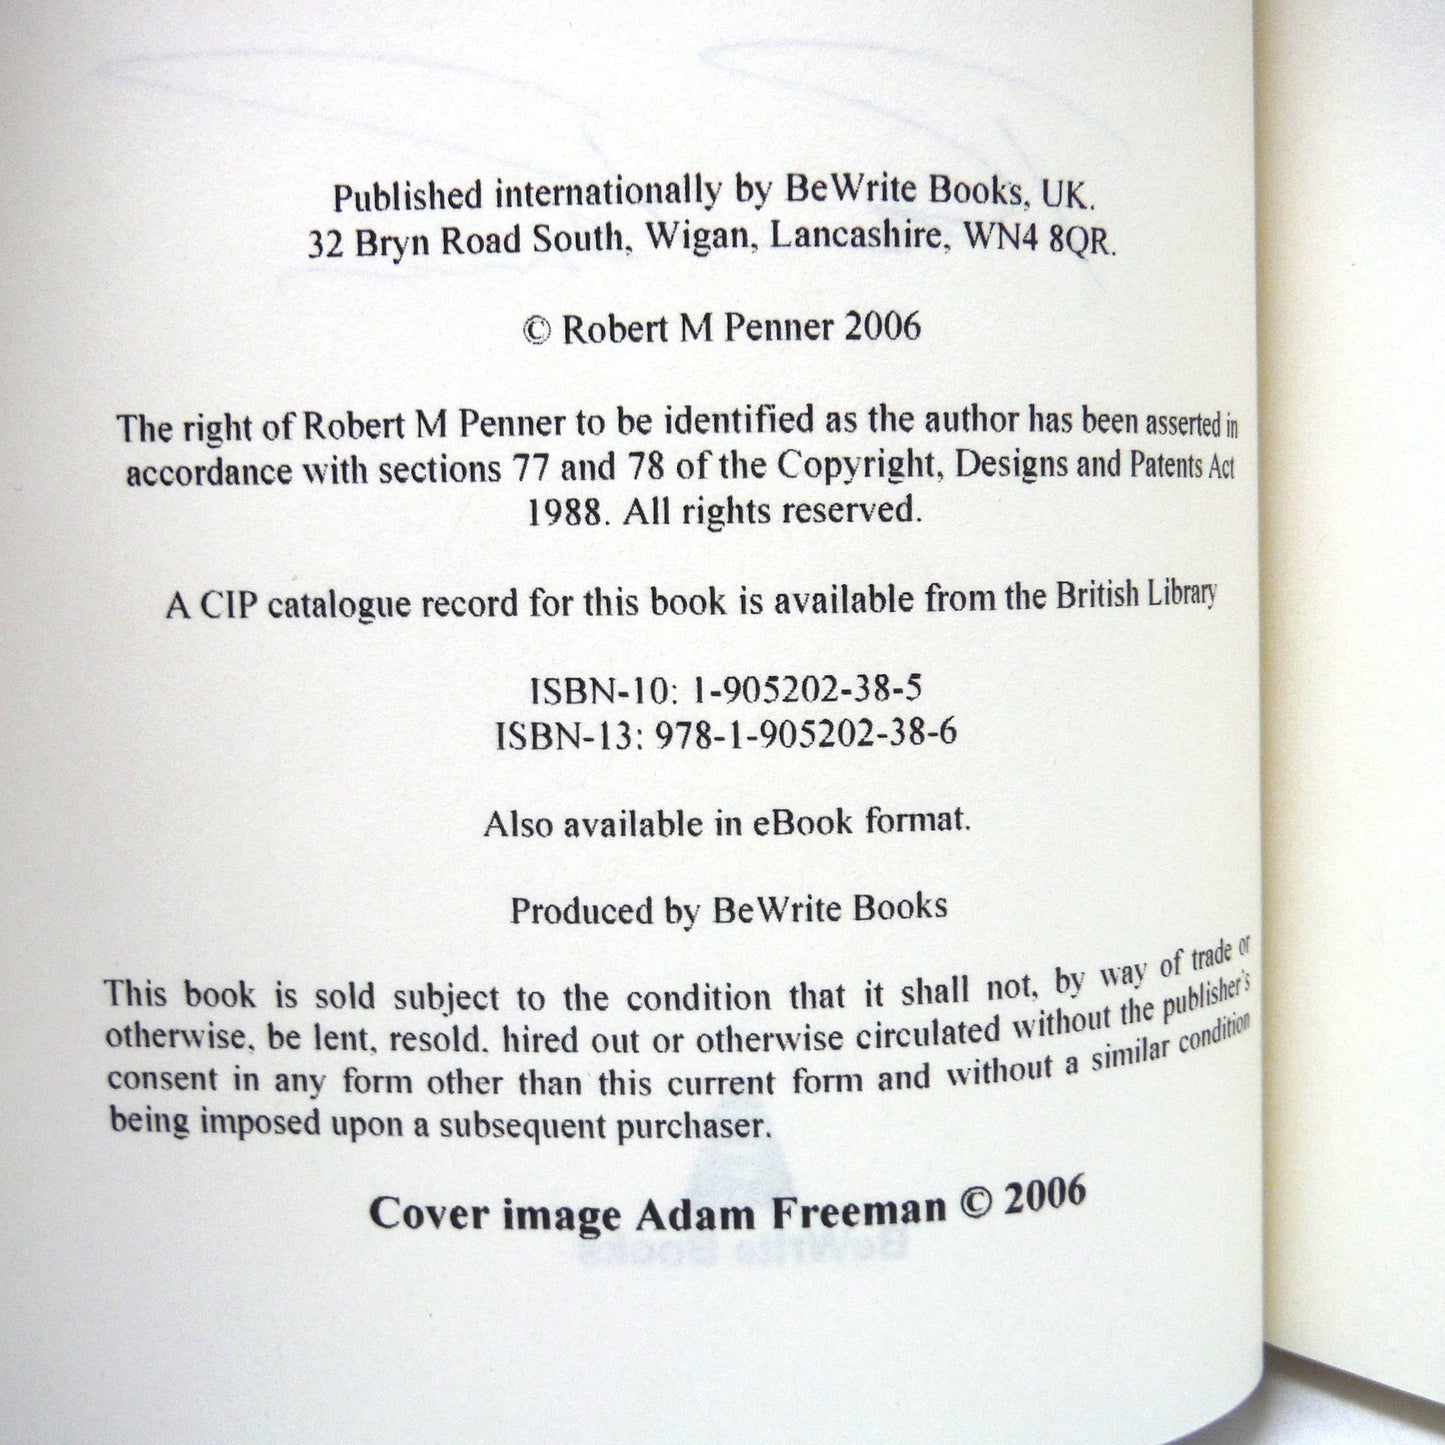 Published internationally by BeWrite Books, UK.
32 Bryn Road South, Wigan, Lancashire, WN4 8QR.
© Robert M Penner 2006
The right of Robert M Penner to be identified as the author has been asserted in
accordance with sections 77 and 78 of the Copyright, Designs and Patents Act
1988. All rights reserved.
A CIP catalogue record for this book is available from the British Library
ISBN-10: 1-905202-38-5
ISBN-13: 978-1-905202-38-6
Also available in eBook format.
Produced by BeWrite Books
This book is sold subject to the condition that it shall not, by way of trade or
otherwise, be lent, resold. hired out or otherwise circulated without the publisher's
consent in any form other than this current form and without a similar condition
being imposed upon a subsequent purchaser.
Cover image Adam Freeman © 2006
BeWrite Books